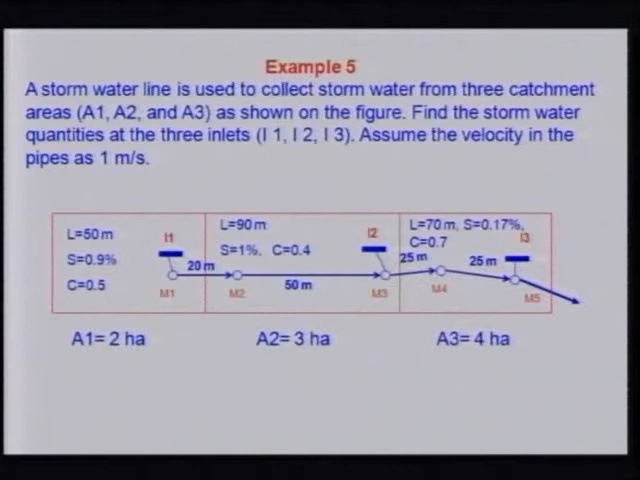 Example 5
A storm water line is used to collect storm water from three catchment
areas (A1, A2, and A3) as shown on the figure. Find the storm water
quantities at the three inlets (I 1, I 2, I 3). Assume the velocity in the
pipes as 1 m/s.
L=50 m
S=0.9%
C=0.5
I1
20 m
M1
L=90 m
S=1%, C=0.4
M2
50 m
I2
M3
L=70 m, S=0.17%,
C=0.7
I3
25 m
25 m
M4
M5
A1= 2 ha
A2= 3 ha
A3= 4 ha